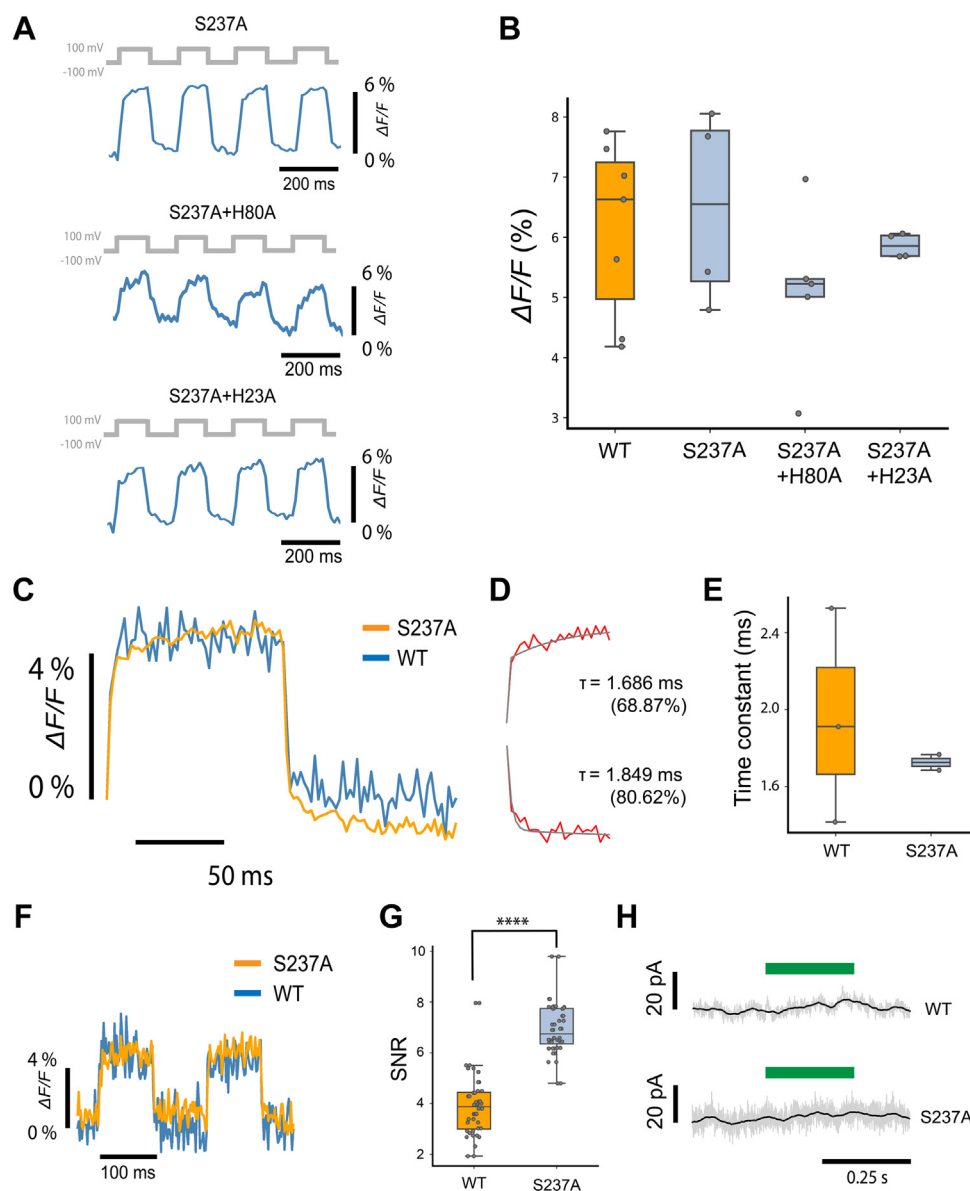 A
S237A
100 mV
-100 mV
6 %
ΔF/F
0 %
200 ms
S237A+H80A
100 mV
-100 mV
6 %
ΔF/F
0 %
200 ms
S237A+H23A
100 mV
-100 mV
6 %
ΔF/F
0 %
200 ms
B
ΔF/F (%)
8
7
6
5
4
3
WT
S237A
S237A
+H80A
S237A
+H23A
C
S237A
WT
4 %
ΔF/F
0 %
50 ms
D
τ = 1.686 ms
(68.87%)
τ = 1.849 ms
(80.62%)
E
Time constant (ms)
2.4
2.0
1.6
WT
S237A
F
S237A
WT
4 %
ΔF/F
0 %
100 ms
G
****
SNR
10
8
6
4
2
WT
S237A
H
20 pA
WT
20 pA
S237A
0.25 s